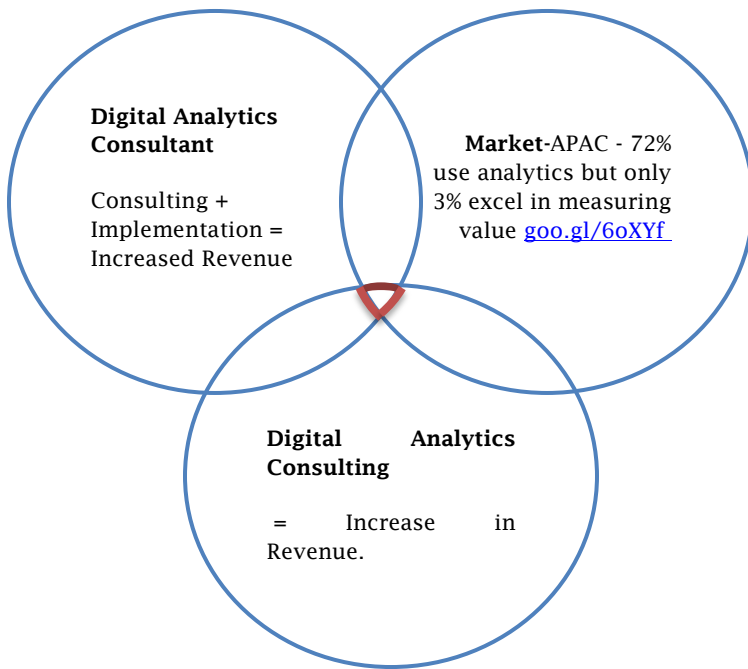 Digital Analytics
Consultant
Consulting +
Implementation =
Increased Revenue
Market-APAC - 72%
use analytics but only
3% excel in measuring
value goo.gl/6oXYf
Digital Analytics
Consulting
= Increase in
Revenue.